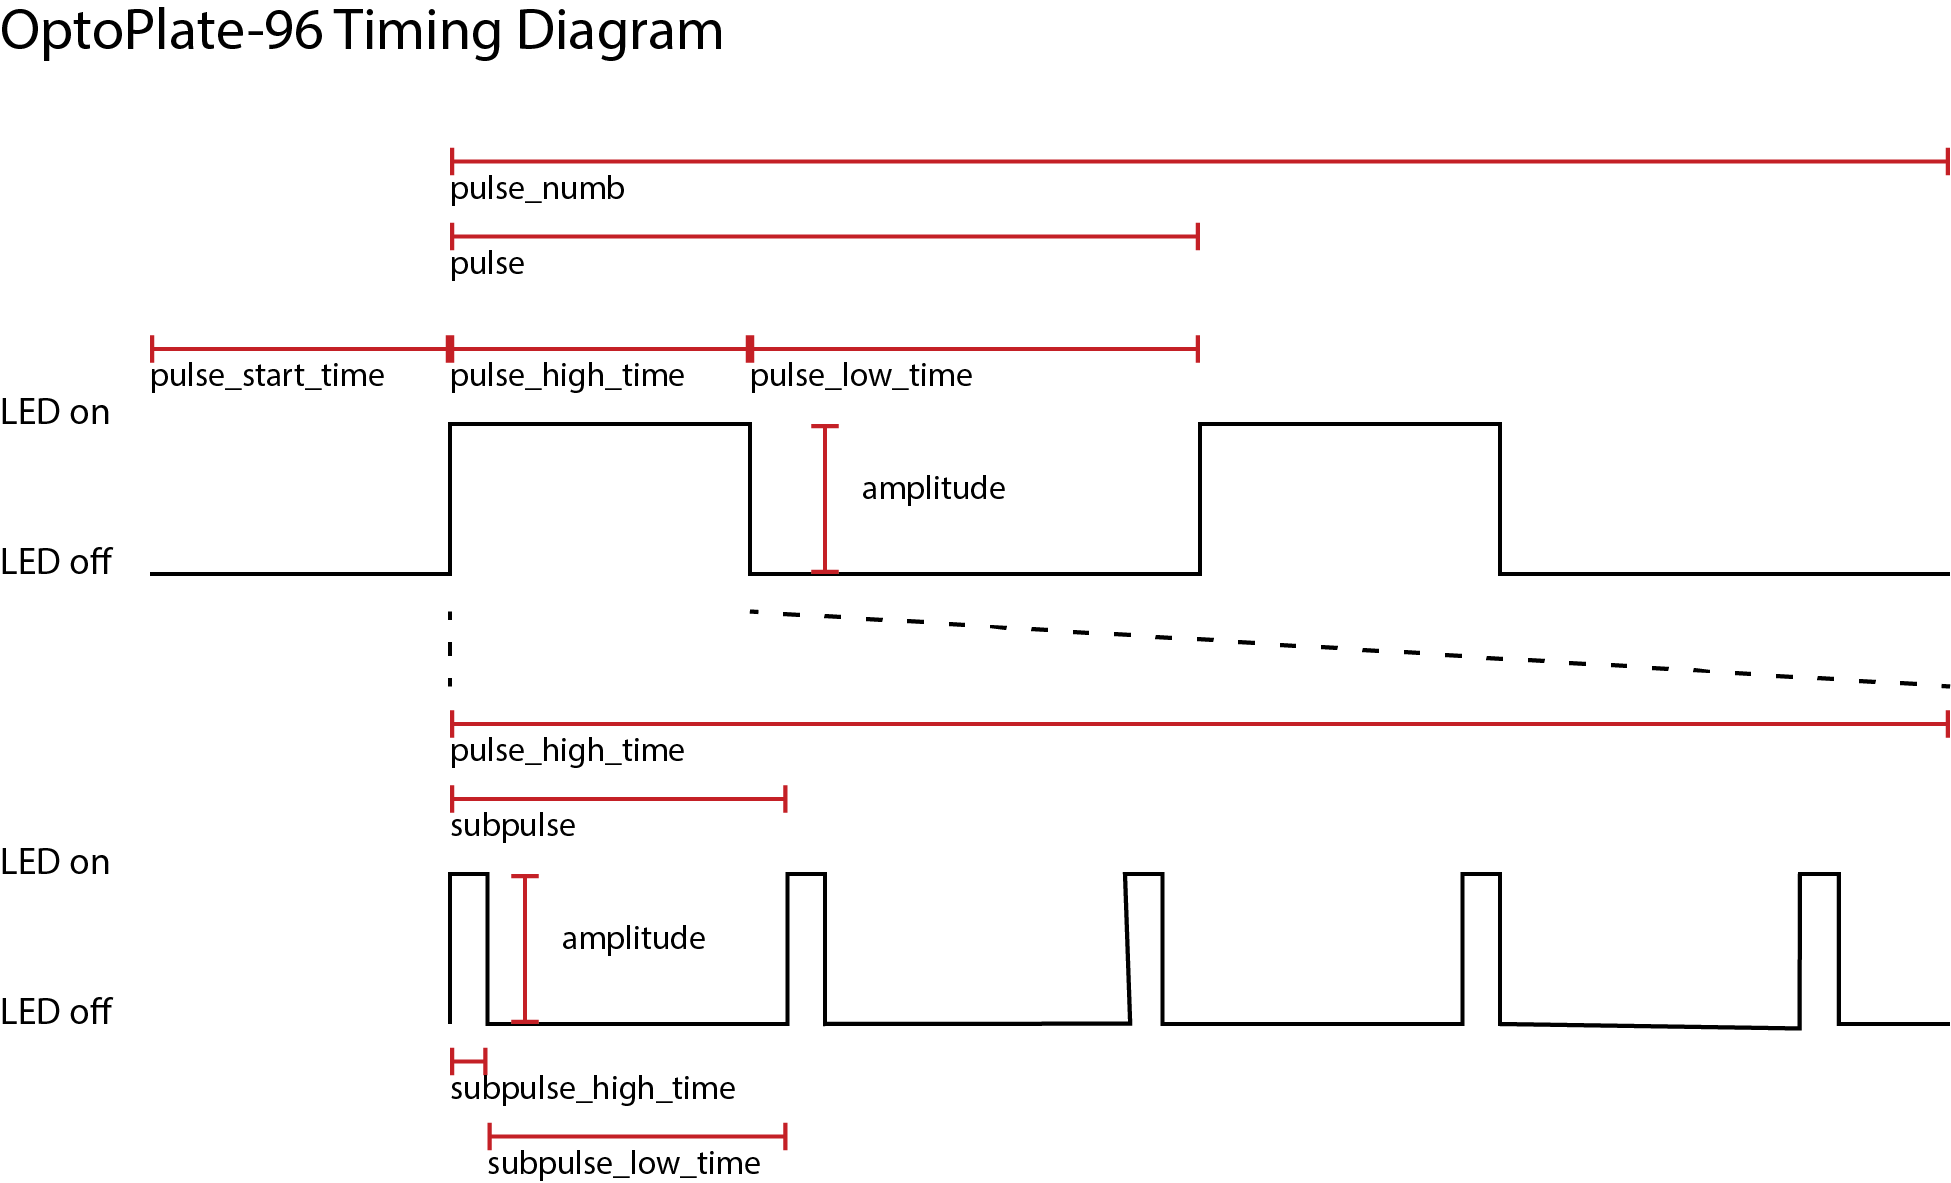 OptoPlate-96 Timing Diagram
pulse_numb
pulse
pulse_start_time pulse_high_time pulse_low_time
LED on
amplitude
LED off
pulse_high_time
subpulse
LED on
amplitude
LED off
subpulse_high_time
subpulse_low_time